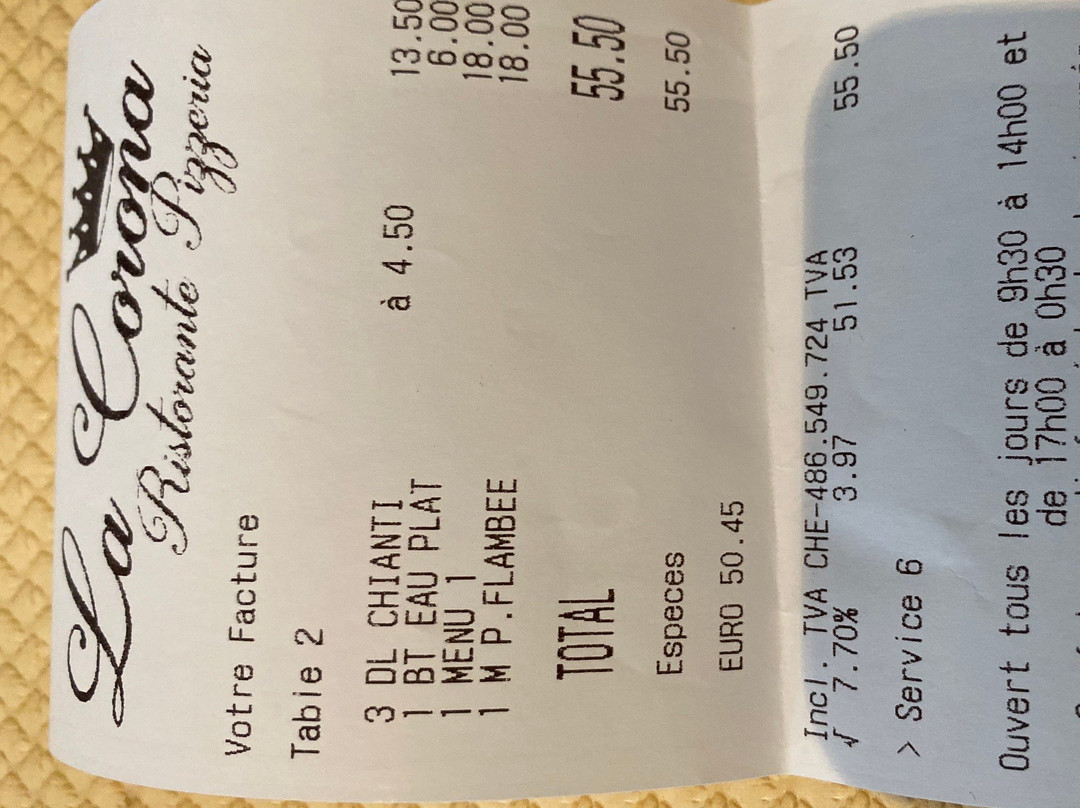 La Corona
Ristorante Pizzeria
Votre Facture
Table 2
3 DL CHIANTI à 4.50 13.50
1 BT EAU PLAT 6.00
1 MENU 1 18.00
1 M P.FLAMBEE 18.00
TOTAL 55.50
Especes 55.50
EURO 50.45
Incl. TVA CHE-486.549.724 TVA
√ 7.70% 3.97 51.53 55.50
> Service 6
Ouvert tous les jours de 9h30 à 14h00 et
de 17h00 à 0h30